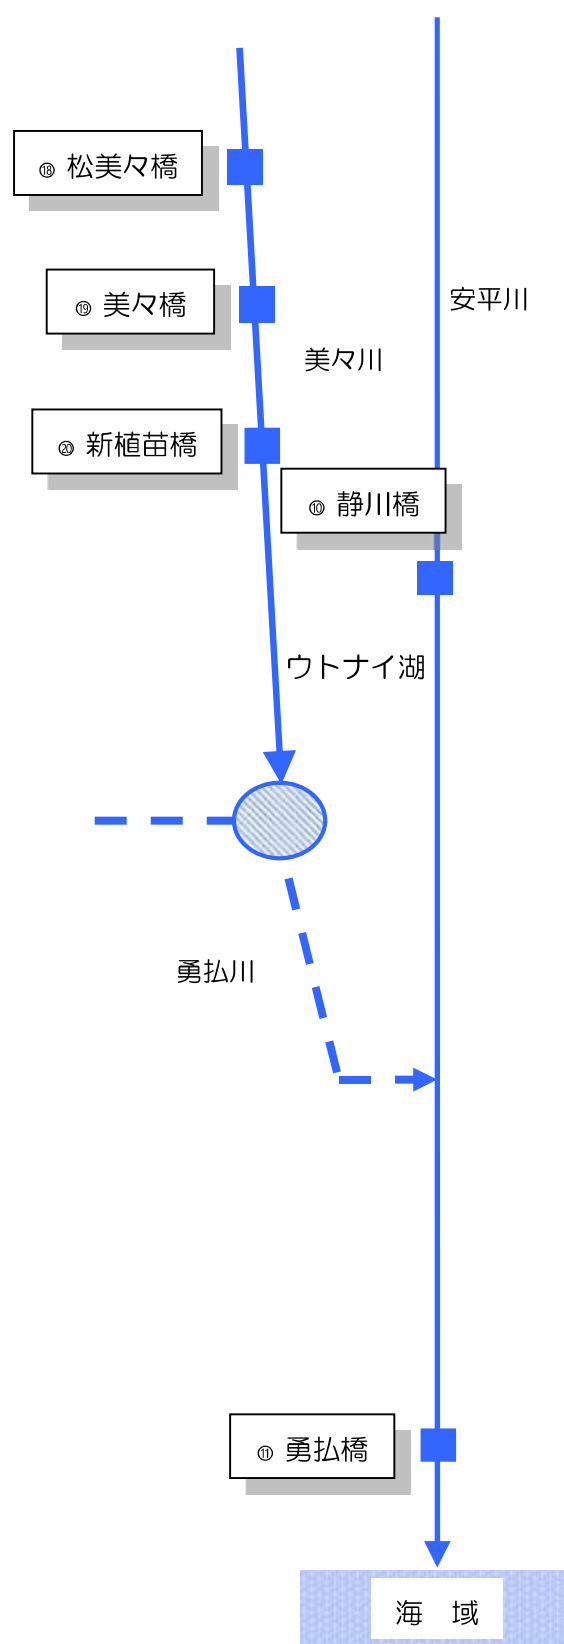 ⑱ 松美々橋
⑲ 美々橋
安平川
美々川
⑳ 新植苗橋
⑩ 静川橋
ウトナイ湖
勇払川
⑪ 勇払橋
海 域